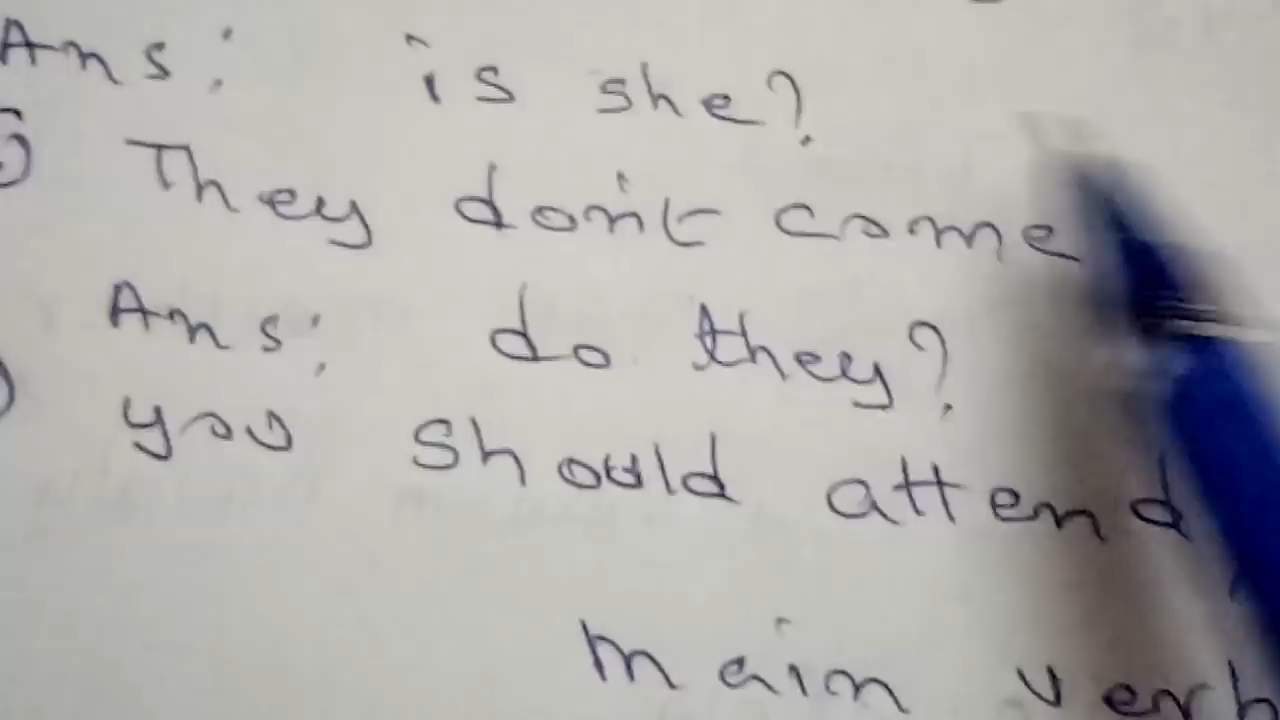 Ans: is she?
They don't come
Ans: do they?
you should attend
main verb